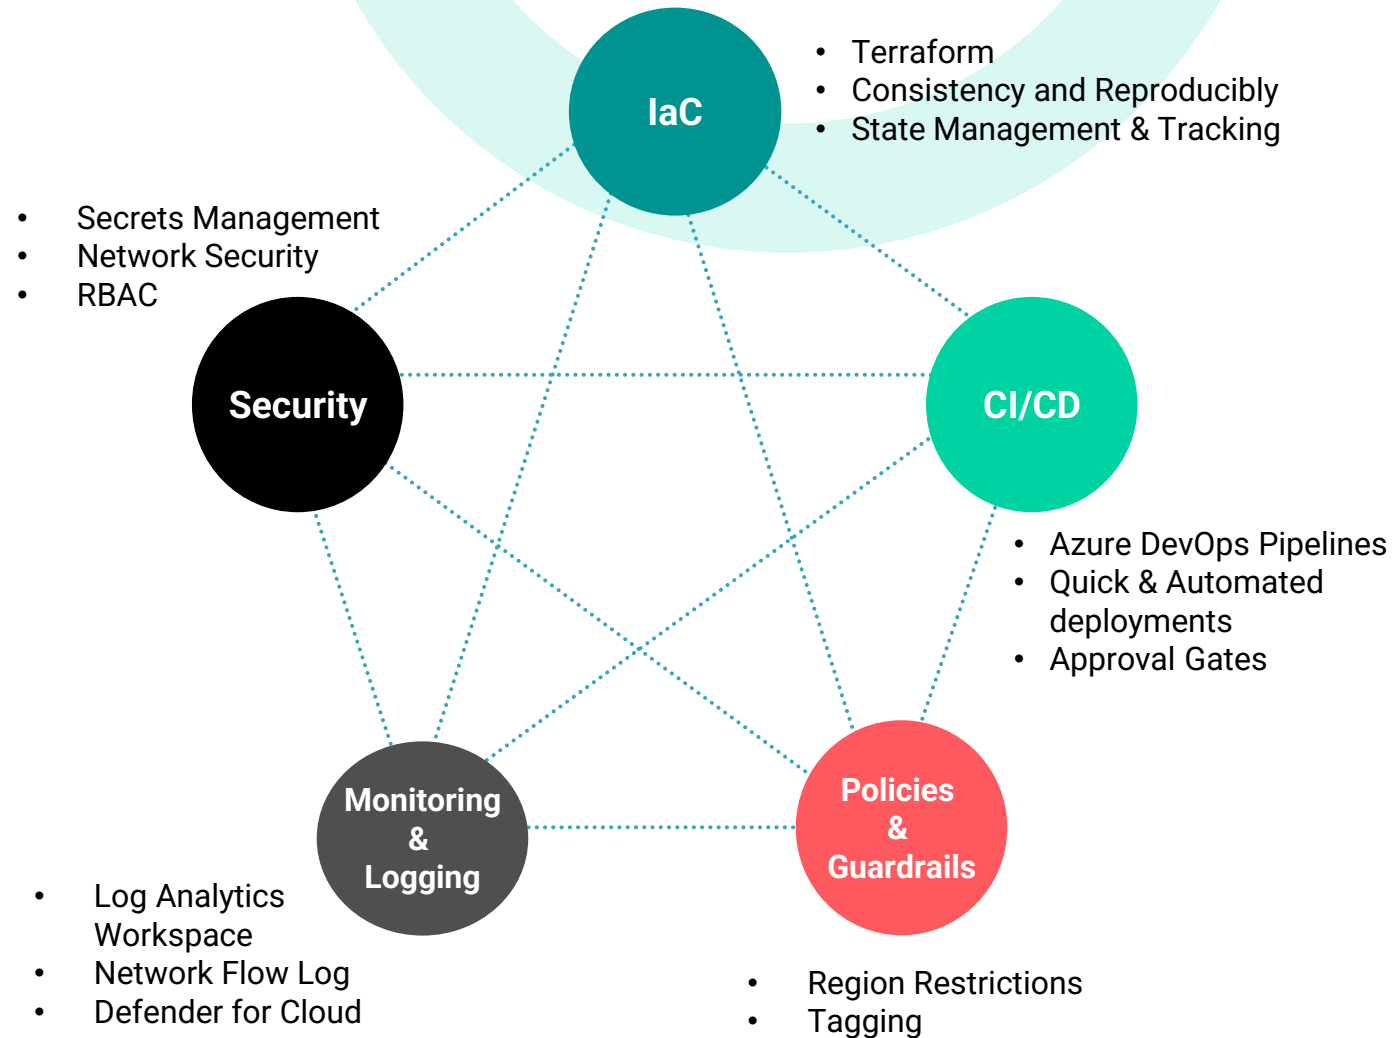 IaC
• Terraform
• Consistency and Reproducibly
• State Management & Tracking
• Secrets Management
• Network Security
• RBAC
Security
CI/CD
• Azure DevOps Pipelines
• Quick & Automated
deployments
• Approval Gates
Monitoring
&
Logging
Policies
&
Guardrails
• Log Analytics
Workspace
• Network Flow Log
• Defender for Cloud
• Region Restrictions
• Tagging